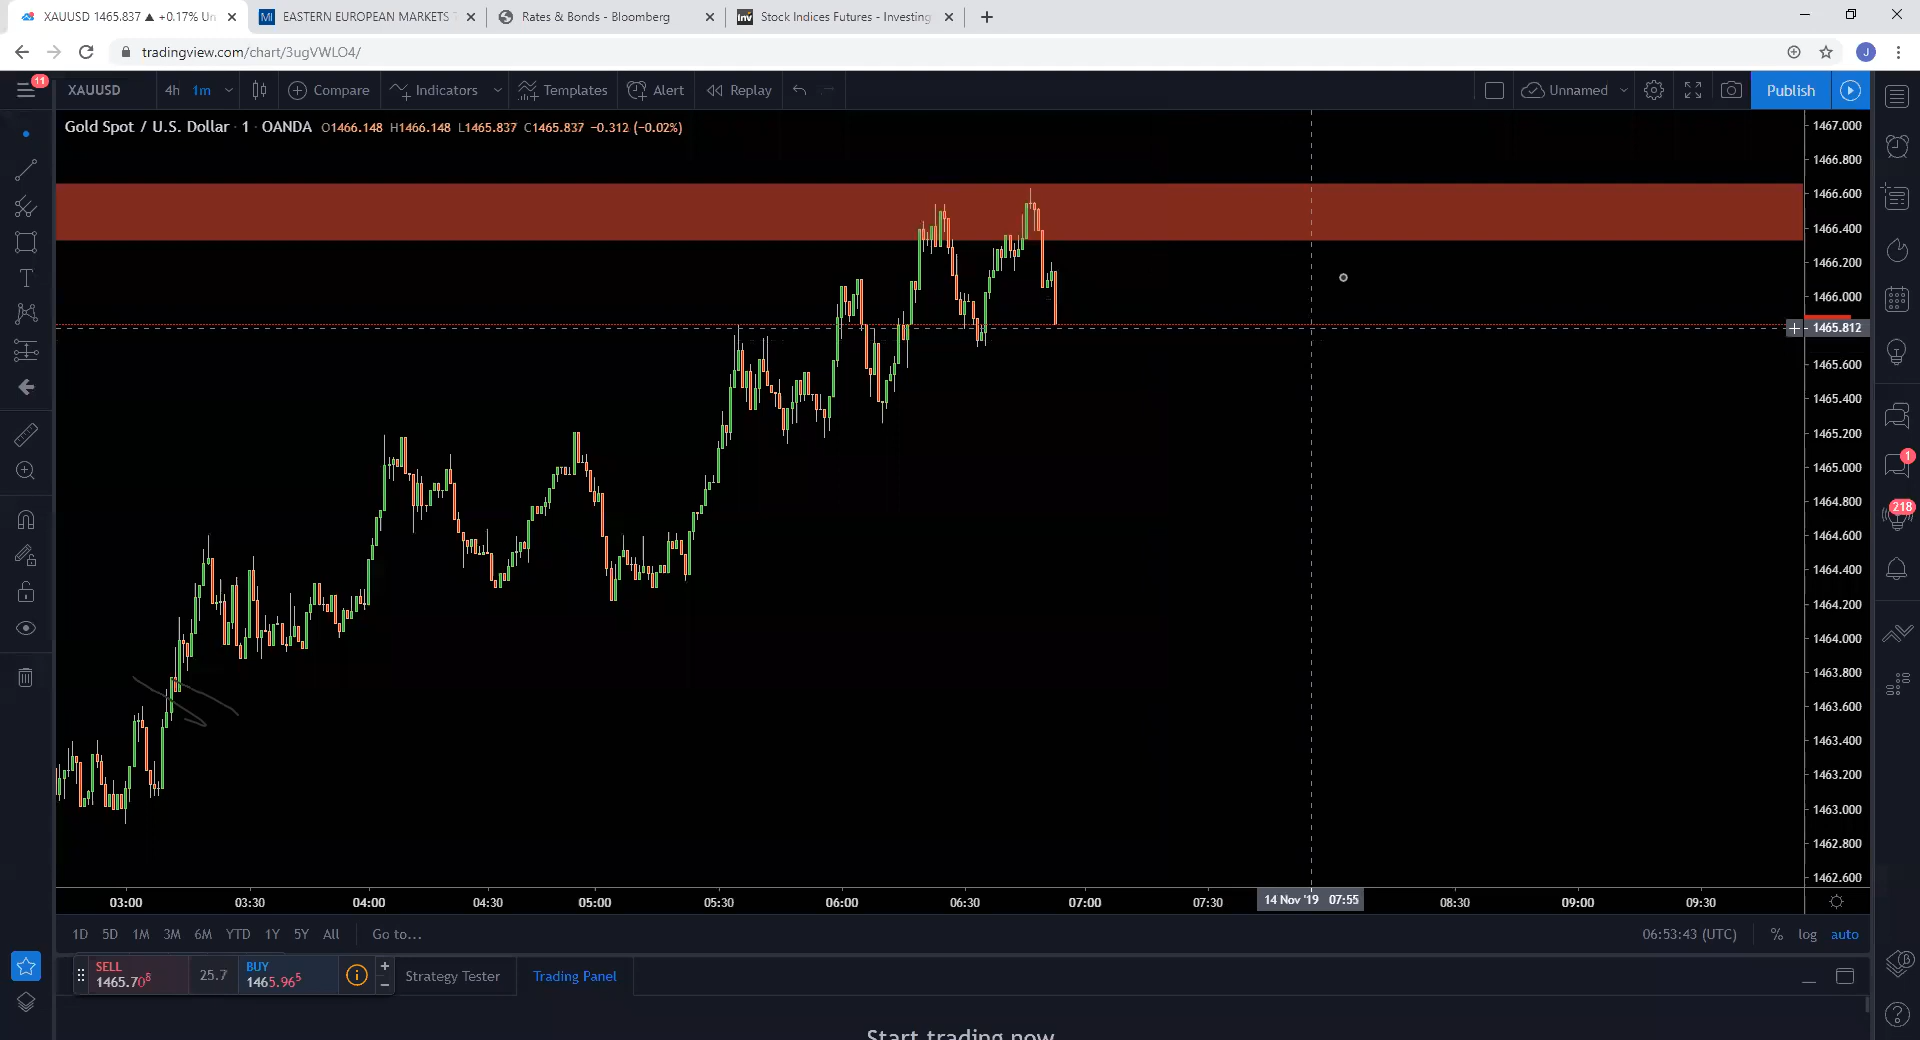 XAUUSD 1465.837 ▲ +0.17% Un
EASTERN EUROPEAN MARKETS
Rates & Bonds - Bloomberg
Stock Indices Futures - Investing
tradingview.com/chart/3ugVWLO4/
J
11
XAUUSD
4h 1m
Compare
Indicators
Templates
Alert
Replay
Unnamed
Publish
Gold Spot / U.S. Dollar · 1 · OANDA O1466.148 H1466.148 L1465.837 C1465.837 −0.312 (−0.02%)
1467.000
1466.800
1466.600
1466.400
1466.200
1466.000
1465.812
1465.600
1465.400
1465.200
1465.000
1464.800
1464.600
1464.400
1464.200
1464.000
1463.800
1463.600
1463.400
1463.200
1463.000
1462.800
1462.600
1
218
03:00 03:30 04:00 04:30 05:00 05:30 06:00 06:30 07:00 07:30 14 Nov '19 07:55 08:30 09:00 09:30
1D 5D 1M 3M 6M YTD 1Y 5Y All Go to... 06:53:43 (UTC) % log auto
SELL
1465.708
25.7
BUY
1465.965
Strategy Tester
Trading Panel
Start trading now